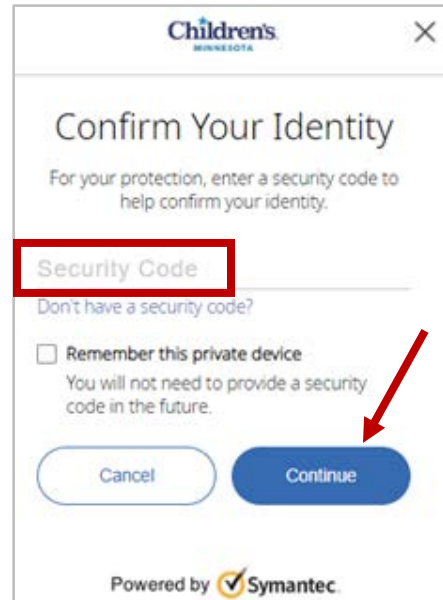 Children's
MINNESOTA
Confirm Your Identity
For your protection, enter a security code to
help confirm your identity.
Security Code
Don't have a security code?
Remember this private device
You will not need to provide a security
code in the future.
Cancel
Continue
Powered by Symantec.